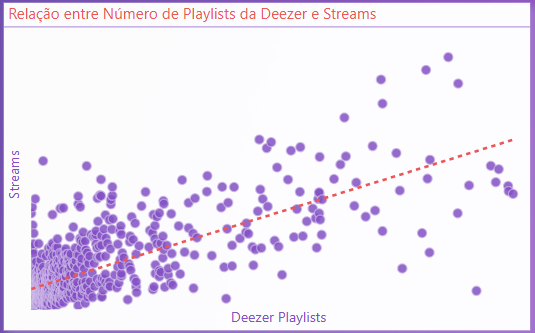 Relação entre Número de Playlists da Deezer e Streams
Streams
Deezer Playlists